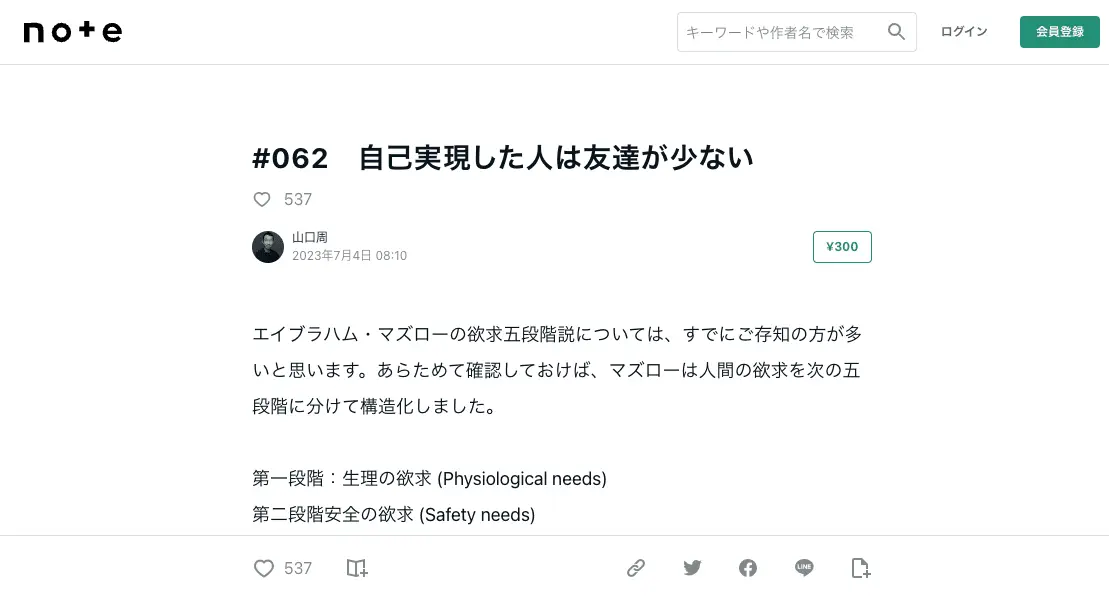 note
キーワードや作者名で検索
ログイン
会員登録
#062　自己実現した人は友達が少ない
537
山口周
2023年7月4日 08:10
¥300
エイブラハム・マズローの欲求五段階説については、すでにご存知の方が多
いと思います。あらためて確認しておけば、マズローは人間の欲求を次の五
段階に分けて構造化しました。
第一段階：生理の欲求 (Physiological needs)
第二段階安全の欲求 (Safety needs)
537
LINE